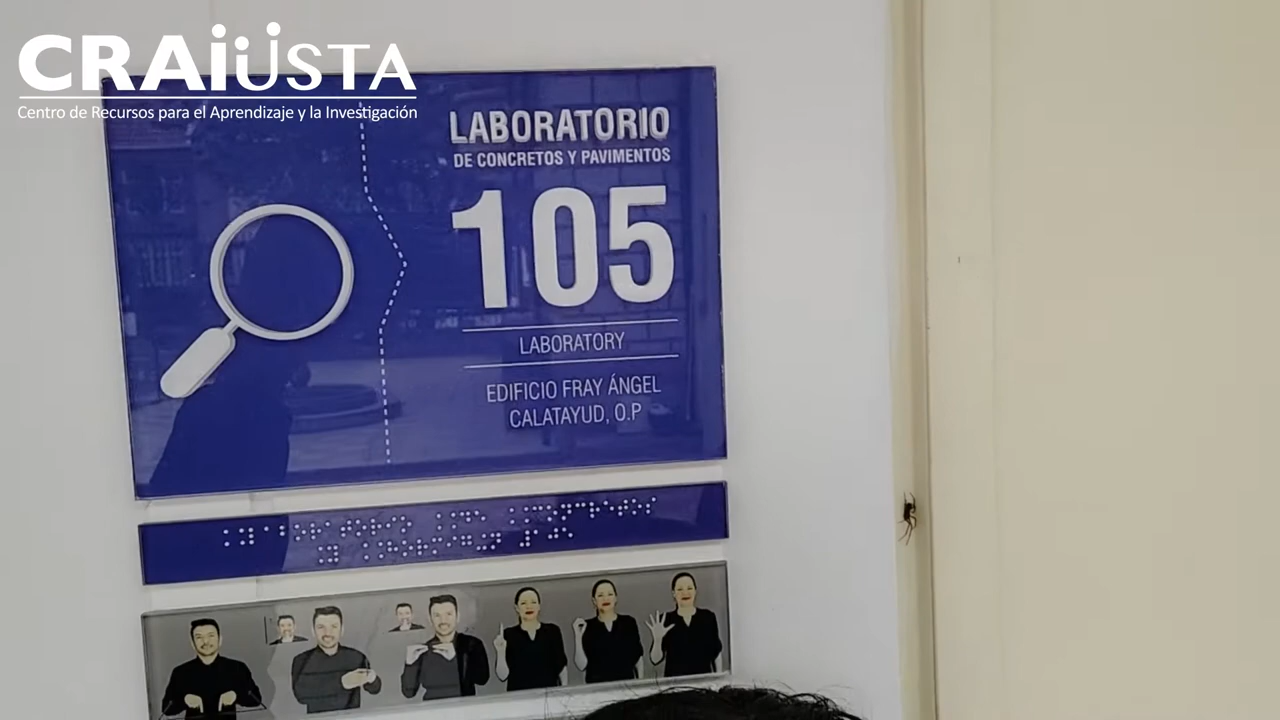 CRAiUSTA
Centro de Recursos para el Aprendizaje y la Investigación
LABORATORIO
DE CONCRETOS Y PAVIMENTOS
105
LABORATORY
EDIFICIO FRAY ÁNGEL
CALATAYUD, O.P